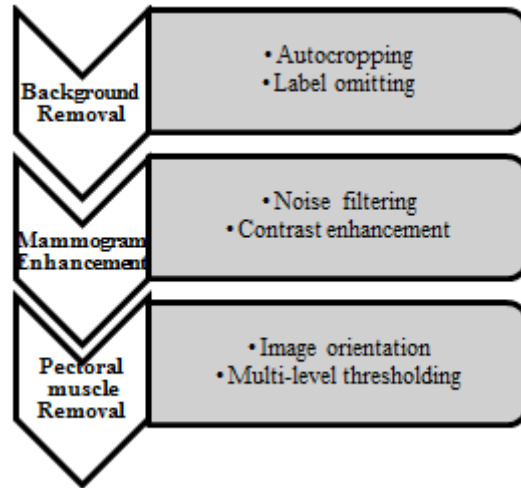 Background
Removal
• Autocropping
• Label omitting
Mammogram
Enhancement
• Noise filtering
• Contrast enhancement
Pectoral
muscle
Removal
• Image orientation
• Multi-level thresholding